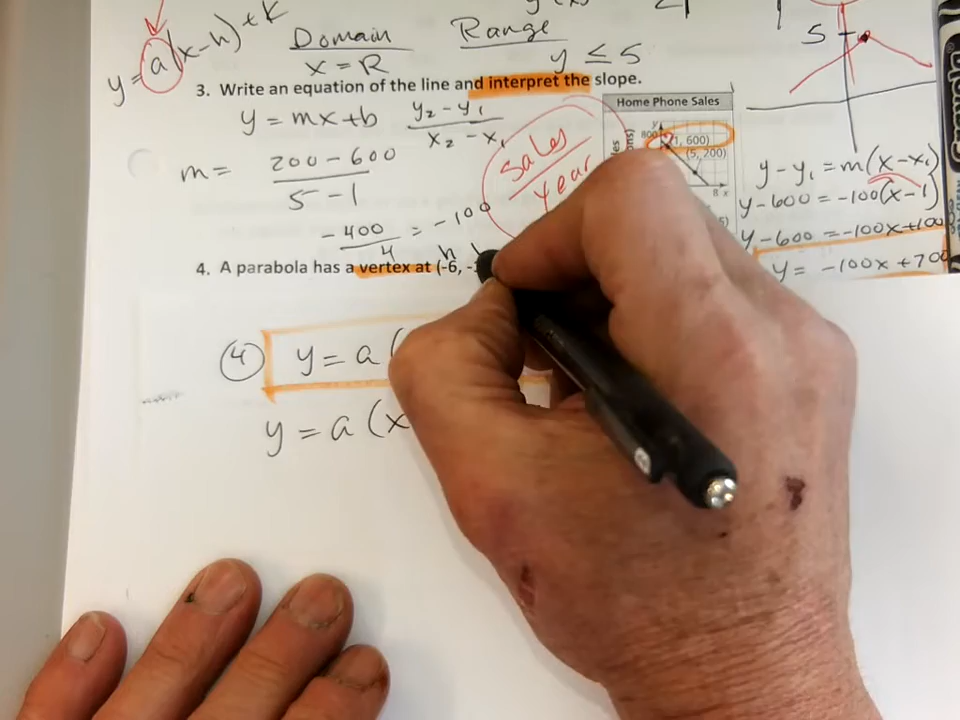 y = a(x-h) + k
Domain Range
x = R y ≤ 5
5
3. Write an equation of the line and interpret the slope.
y = mx+b y₂ - y₁
x₂ - x₁
m = 200 - 600
5 - 1
-400 = -100
4
Sales
Year
Home Phone Sales
y
800
(1, 600)
(5, 200)
8 x
y - y₁ = m(x - x₁)
y - 600 = -100(x - 1)
y - 600 = -100x + 100
y = -100x + 700
h
4. A parabola has a vertex at (-6, -
4 y = a (
y = a (x